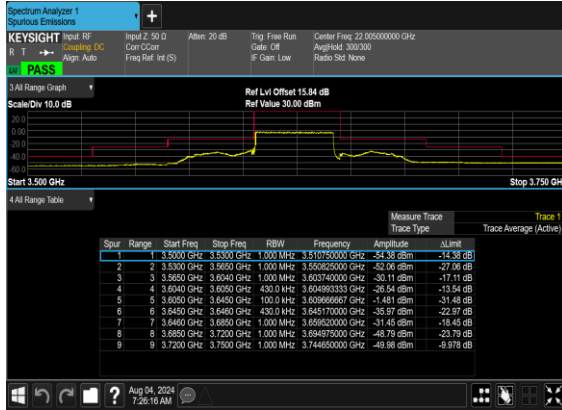 Spectrum Analyzer 1
Spurious Emissions
+
KEYSIGHT Input: RF Input Z: 50 Ω Atten: 20 dB Trig: Free Run Center Freq: 22.005000000 GHz
R T Coupling: DC Corr CCorr Gate: Off Avg|Hold: 300/300
Align: Auto Freq Ref: Int (S) IF Gain: Low Radio Std: None
PASS
3 All Range Graph
Ref Lvl Offset 15.84 dB
Scale/Div 10.0 dB Ref Value 30.00 dBm
20.0
0.00
-20.0
-40.0
-60.0
Start 3.500 GHz Stop 3.750 GH
4 All Range Table
Measure Trace Trace 1
Trace Type Trace Average (Active)
Spur Range Start Freq Stop Freq RBW Frequency Amplitude ΔLimit
1 1 3.5000 GHz 3.5300 GHz 1.000 MHz 3.510750000 GHz -54.38 dBm -14.38 dB
2 2 3.5300 GHz 3.5650 GHz 1.000 MHz 3.550825000 GHz -52.06 dBm -27.06 dB
3 3 3.5650 GHz 3.6040 GHz 1.000 MHz 3.603740000 GHz -30.11 dBm -17.11 dB
4 4 3.6040 GHz 3.6050 GHz 430.0 kHz 3.604993333 GHz -26.54 dBm -13.54 dB
5 5 3.6050 GHz 3.6450 GHz 100.0 kHz 3.609666667 GHz -1.481 dBm -31.48 dB
6 6 3.6450 GHz 3.6460 GHz 430.0 kHz 3.645170000 GHz -35.97 dBm -22.97 dB
7 7 3.6460 GHz 3.6850 GHz 1.000 MHz 3.659520000 GHz -31.45 dBm -18.45 dB
8 8 3.6850 GHz 3.7200 GHz 1.000 MHz 3.694975000 GHz -48.79 dBm -23.79 dB
9 9 3.7200 GHz 3.7500 GHz 1.000 MHz 3.744650000 GHz -49.98 dBm -9.978 dB
? Aug 04, 2024
7:26:16 AM